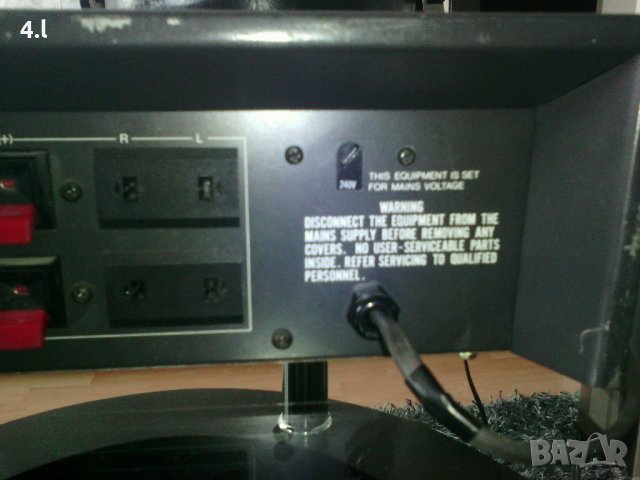 4.l
+)
R
L
240V
THIS EQUIPMENT IS SET
FOR MAINS VOLTAGE
WARNING
DISCONNECT THE EQUIPMENT FROM THE
MAINS SUPPLY BEFORE REMOVING ANY
COVERS. NO USER-SERVICEABLE PARTS
INSIDE. REFER SERVICING TO QUALIFIED
PERSONNEL.
BAZAR